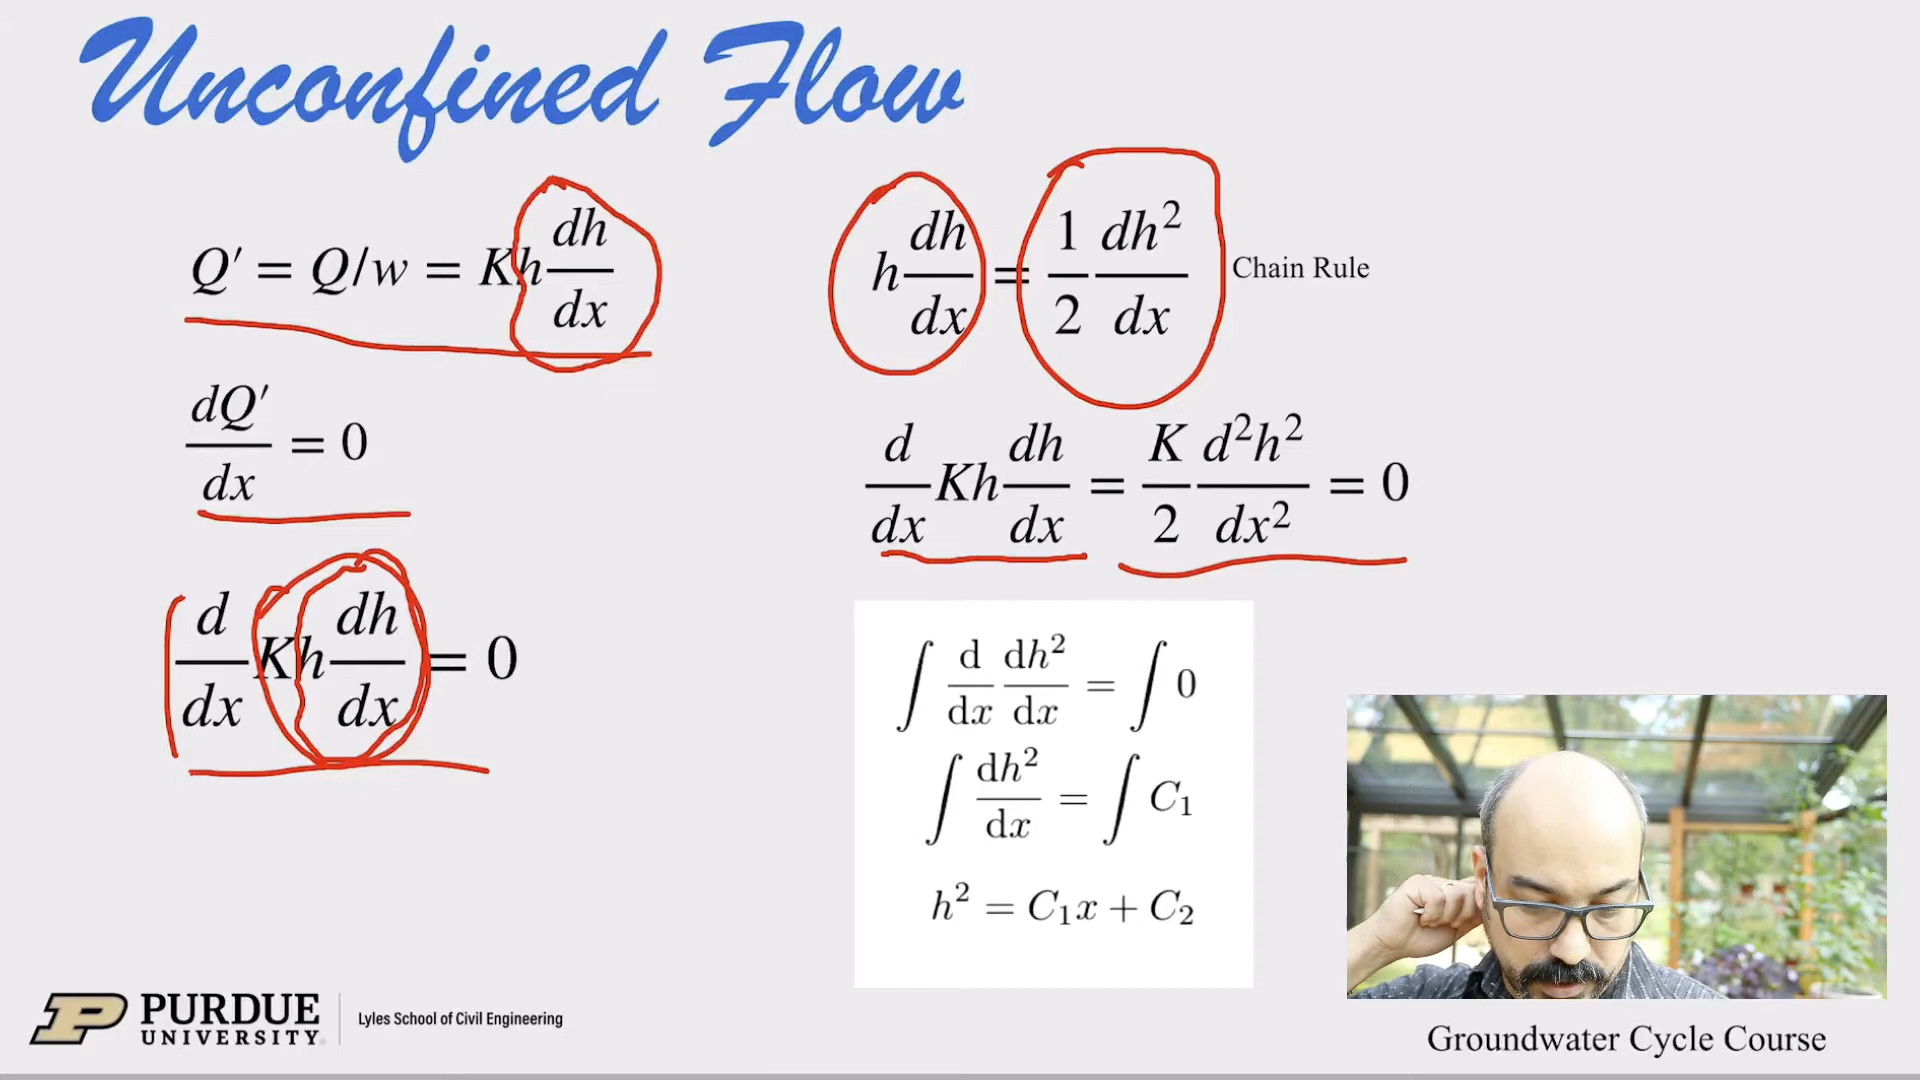 Unconfined Flow
Q′ = Q/w = Kh dh/dx
dQ′/dx = 0
d/dx Kh dh/dx = 0
h dh/dx = 1/2 dh²/dx Chain Rule
d/dx Kh dh/dx = K/2 d²h²/dx² = 0
∫ d/dx dh²/dx = ∫ 0
∫ dh²/dx = ∫ C₁
h² = C₁x + C₂
PURDUE UNIVERSITY®
Lyles School of Civil Engineering
Groundwater Cycle Course